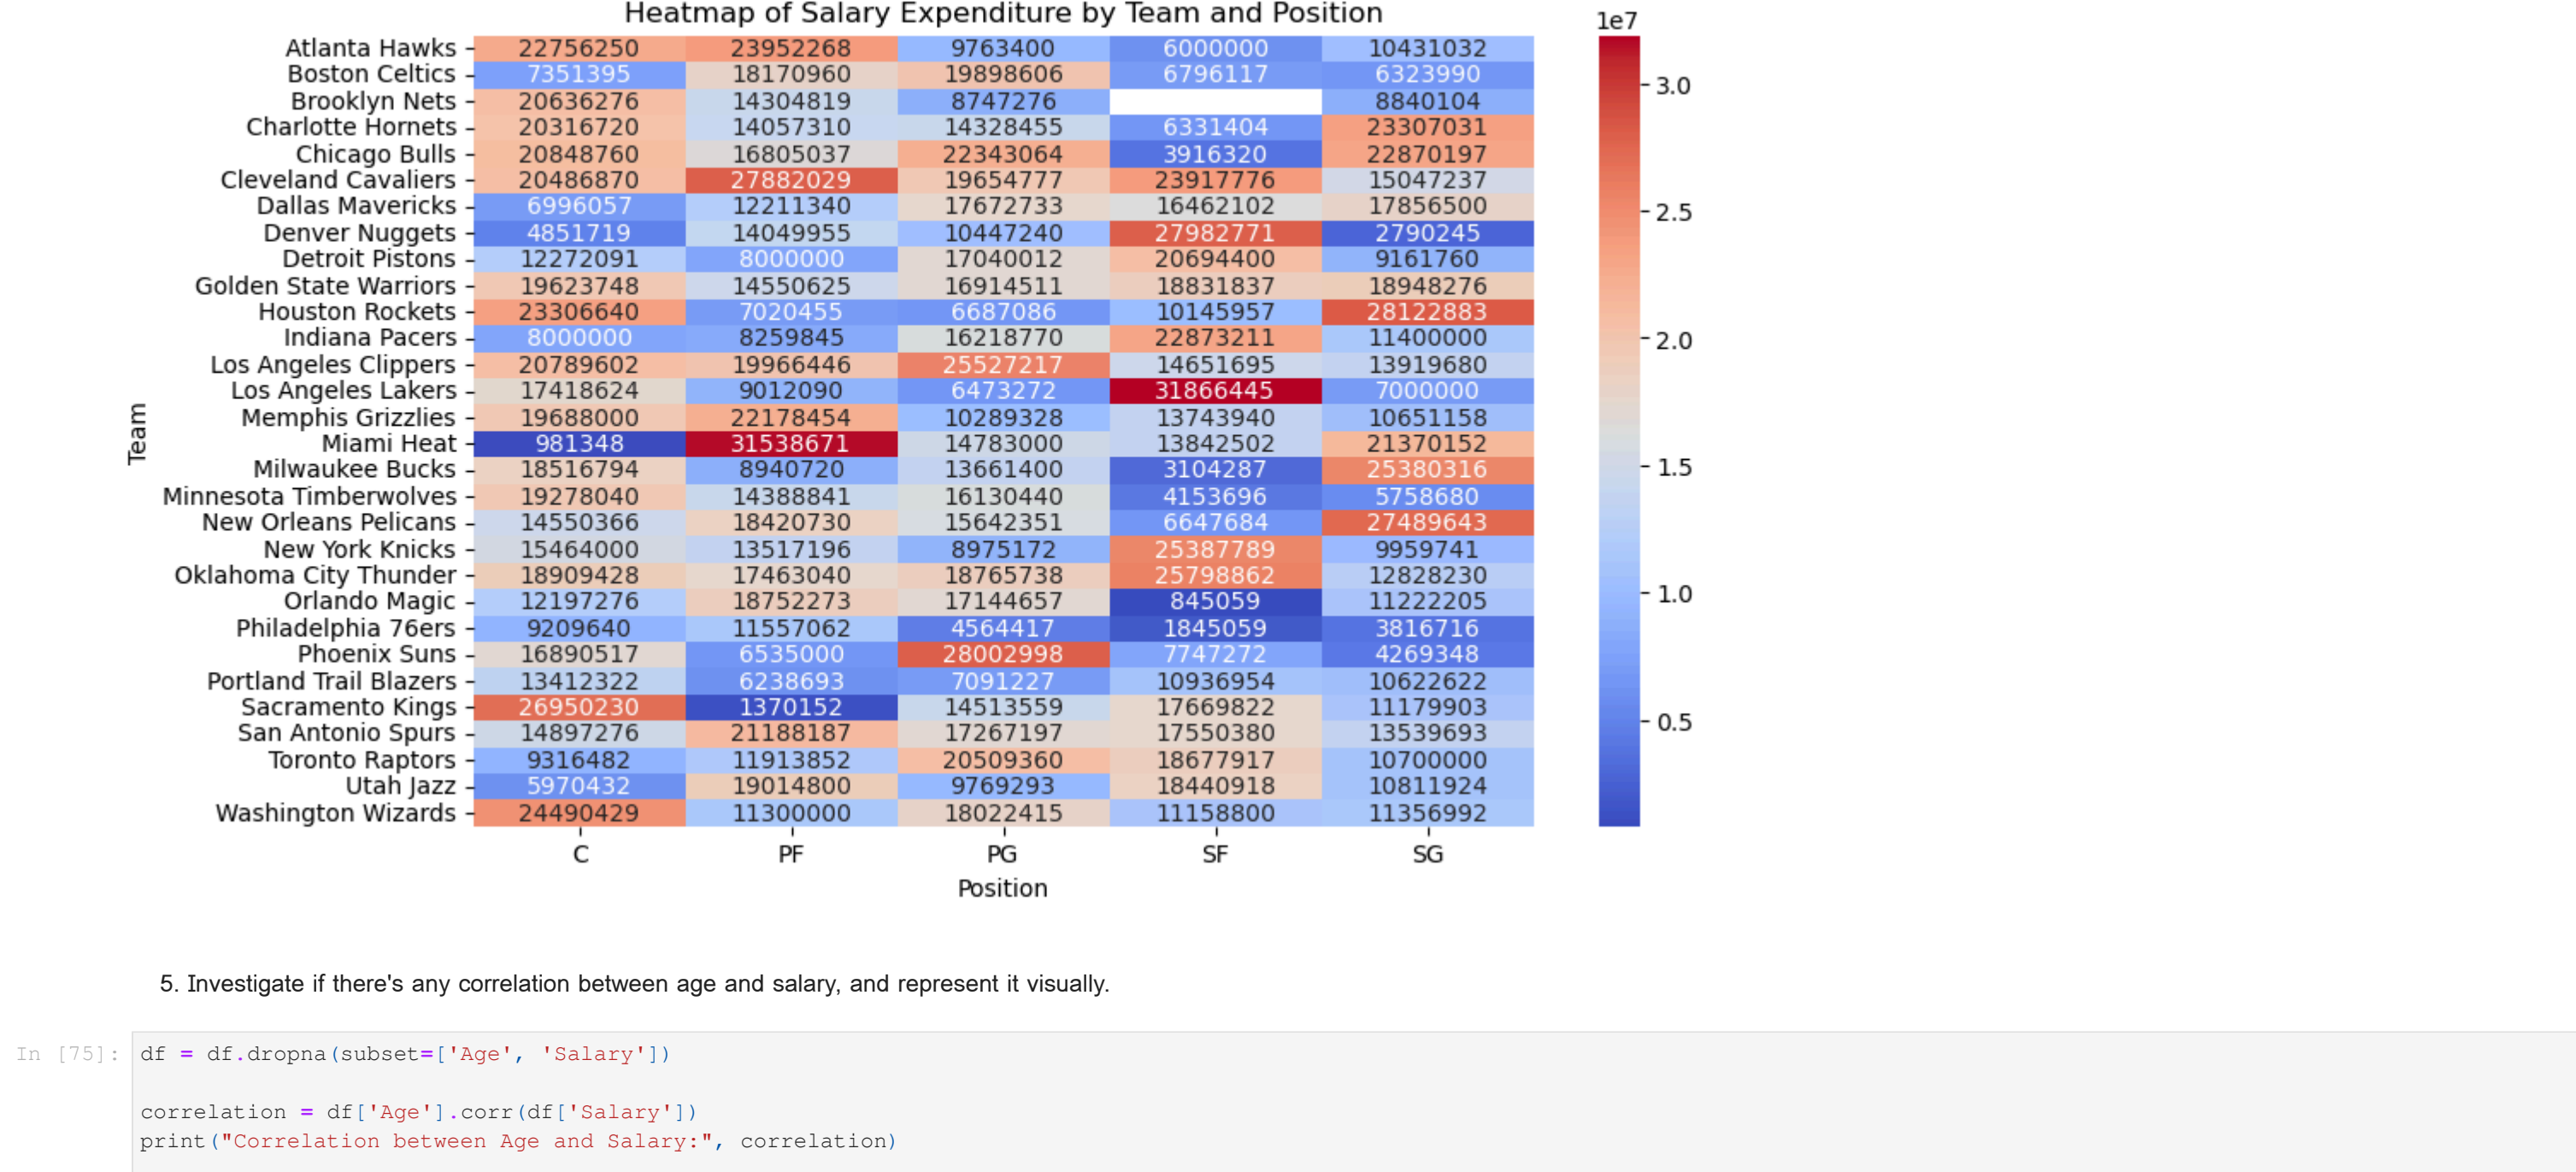 Heatmap of Salary Expenditure by Team and Position
1e7
Atlanta Hawks 22756250 23952268 9763400 6000000 10431032
Boston Celtics 7351395 18170960 19898606 6796117 6323990
Brooklyn Nets 20636276 14304819 8747276 8840104
Charlotte Hornets 20316720 14057310 14328455 6331404 23307031
Chicago Bulls 20848760 16805037 22343064 3916320 22870197
Cleveland Cavaliers 20486870 27882029 19654777 23917776 15047237
Dallas Mavericks 6996057 12211340 17672733 16462102 17856500
Denver Nuggets 4851719 14049955 10447240 27982771 2790245
Detroit Pistons 12272091 8000000 17040012 20694400 9161760
Golden State Warriors 19623748 14550625 16914511 18831837 18948276
Houston Rockets 23306640 7020455 6687086 10145957 28122883
Indiana Pacers 8000000 8259845 16218770 22873211 11400000
Los Angeles Clippers 20789602 19966446 25527217 14651695 13919680
Los Angeles Lakers 17418624 9012090 6473272 31866445 7000000
Memphis Grizzlies 19688000 22178454 10289328 13743940 10651158
Miami Heat 981348 31538671 14783000 13842502 21370152
Milwaukee Bucks 18516794 8940720 13661400 3104287 25380316
Minnesota Timberwolves 19278040 14388841 16130440 4153696 5758680
New Orleans Pelicans 14550366 18420730 15642351 6647684 27489643
New York Knicks 15464000 13517196 8975172 25387789 9959741
Oklahoma City Thunder 18909428 17463040 18765738 25798862 12828230
Orlando Magic 12197276 18752273 17144657 845059 11222205
Philadelphia 76ers 9209640 11557062 4564417 1845059 3816716
Phoenix Suns 16890517 6535000 28002998 7747272 4269348
Portland Trail Blazers 13412322 6238693 7091227 10936954 10622622
Sacramento Kings 26950230 1370152 14513559 17669822 11179903
San Antonio Spurs 14897276 21188187 17267197 17550380 13539693
Toronto Raptors 9316482 11913852 20509360 18677917 10700000
Utah Jazz 5970432 19014800 9769293 18440918 10811924
Washington Wizards 24490429 11300000 18022415 11158800 11356992
C PF PG SF SG
Position
Team
3.0
2.5
2.0
1.5
1.0
0.5
5. Investigate if there's any correlation between age and salary, and represent it visually.
In [75]: df = df.dropna(subset=['Age', 'Salary'])
correlation = df['Age'].corr(df['Salary'])
print("Correlation between Age and Salary:", correlation)